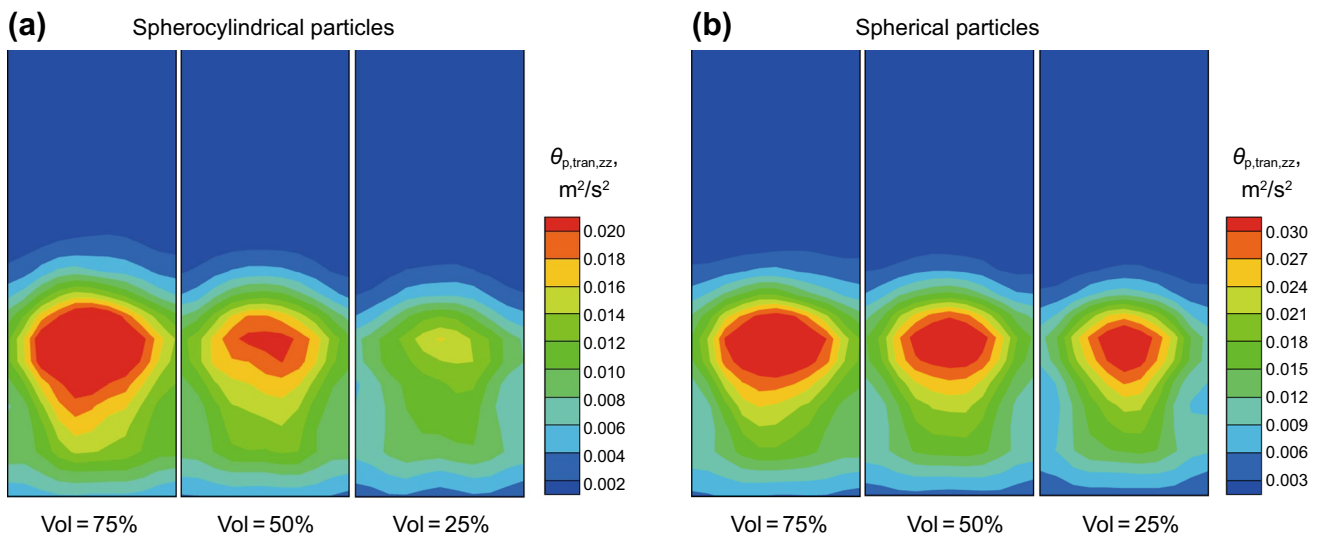 (a) Spherocylindrical particles
Vol = 75% Vol = 50% Vol = 25%
θp,tran,zz,
m²/s²
0.020
0.018
0.016
0.014
0.012
0.010
0.008
0.006
0.004
0.002
(b) Spherical particles
Vol = 75% Vol = 50% Vol = 25%
θp,tran,zz,
m²/s²
0.030
0.027
0.024
0.021
0.018
0.015
0.012
0.009
0.006
0.003